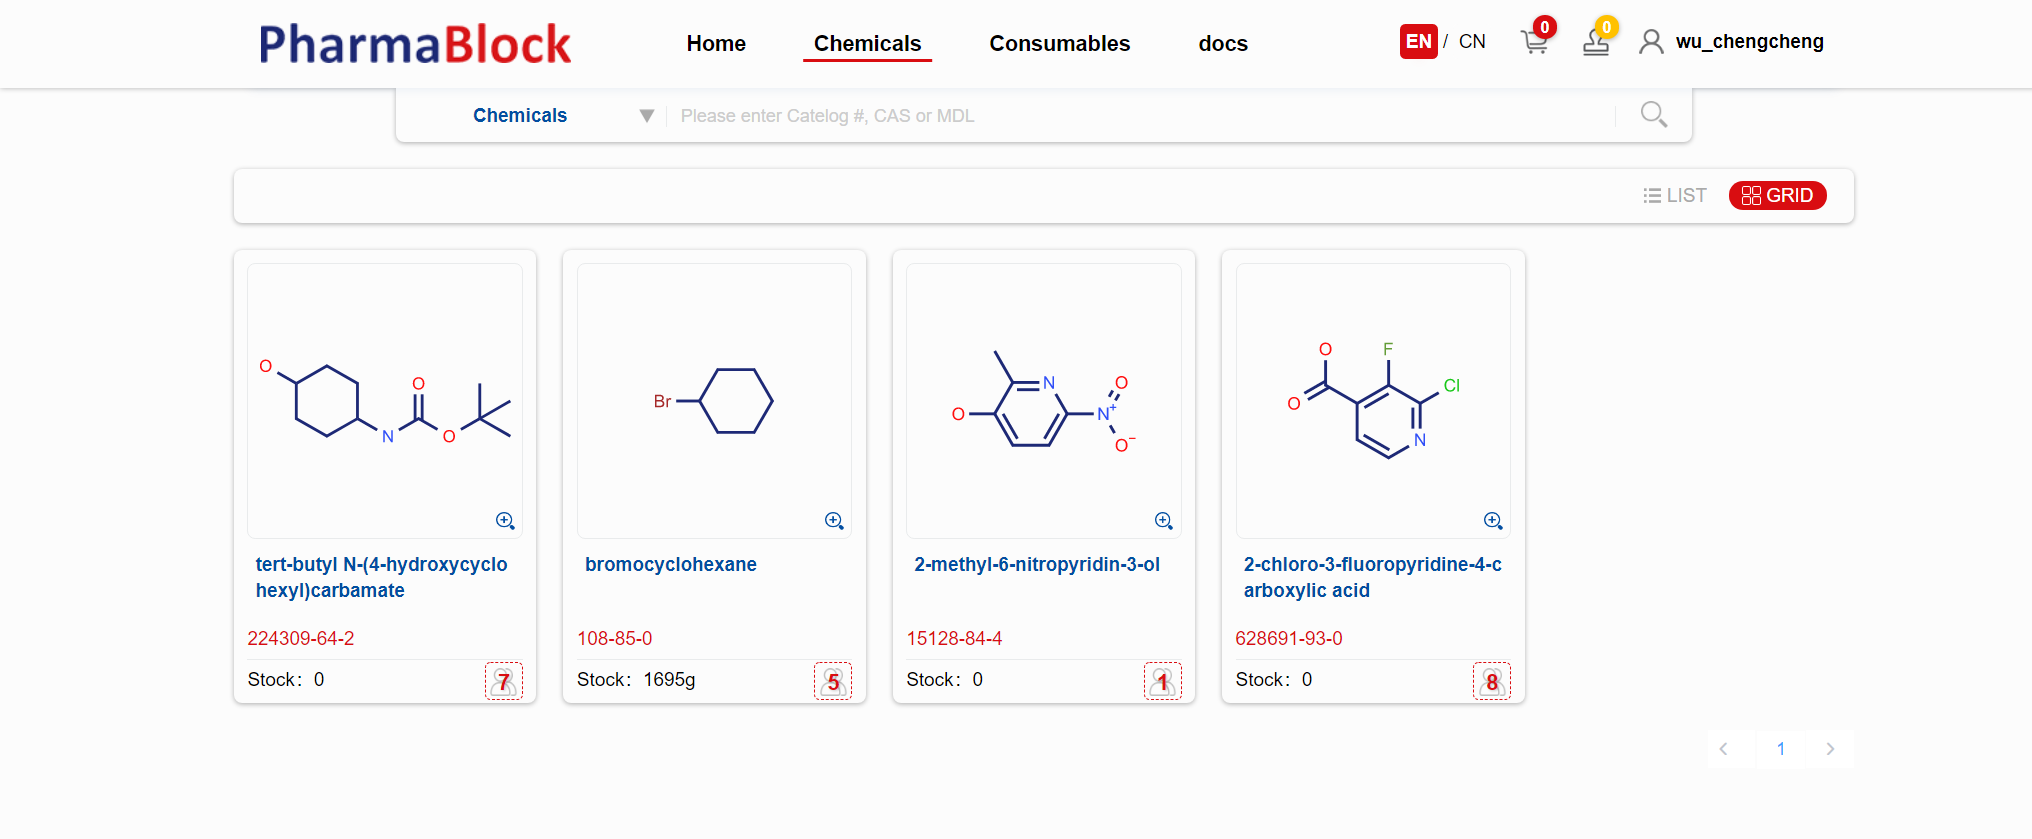 PharmaBlock Home Chemicals Consumables docs EN / CN 0 0 wu_chengcheng
Chemicals Please enter Catelog #, CAS or MDL
LIST GRID
O O N O
Br
N O O N+ O-
O F Cl O N
tert-butyl N-(4-hydroxycyclo
hexyl)carbamate
224309-64-2
Stock：0 7
bromocyclohexane
108-85-0
Stock：1695g 5
2-methyl-6-nitropyridin-3-ol
15128-84-4
Stock：0 1
2-chloro-3-fluoropyridine-4-c
arboxylic acid
628691-93-0
Stock：0 8
1